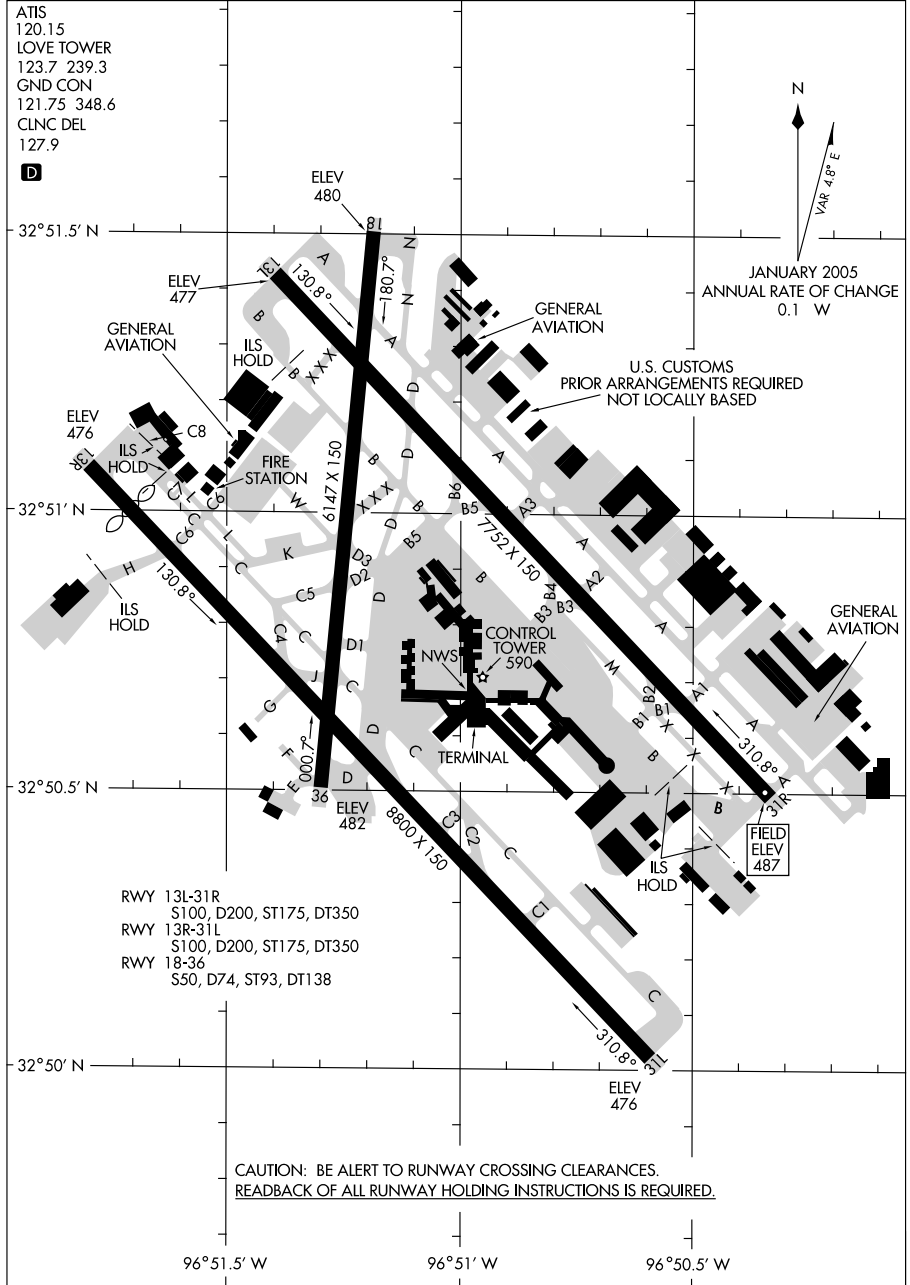 ATIS
120.15
LOVE TOWER
123.7 239.3
GND CON
121.75 348.6
CLNC DEL
127.9
D
N
VAR 4.8° E
JANUARY 2005
ANNUAL RATE OF CHANGE
0.1 W
ELEV
480
32°51.5' N
18
N
A
13L
130.8°
180.7°
N
ELEV
477
B
A
GENERAL
AVIATION
GENERAL
AVIATION
ILS
HOLD
B
X X X
D
U.S. CUSTOMS
PRIOR ARRANGEMENTS REQUIRED
NOT LOCALLY BASED
ELEV
476
C8
13R
ILS
HOLD
FIRE
STATION
6147 X 150
B
D
A
C7
L
C6
W
X X X
B
B6
B5
A3
32°51' N
C
C6
L
D
B5
7752 X 150
A
H
C
K
D3
D2
B
A2
130.8°
ILS
HOLD
C5
D
B4
B3
B3
A
GENERAL
AVIATION
C4
C
D1
NWS
CONTROL
TOWER
590
M
J
C
B2
B1
B1
A1
G
X
A
000.7°
D
C
TERMINAL
B
X
310.8°
F
E
D
X
A
32°50.5' N
36
ELEV
482
B
31R
8800 X 150
C3
C2
C
ILS
HOLD
FIELD
ELEV
487
RWY 13L-31R
S100, D200, ST175, DT350
RWY 13R-31L
S100, D200, ST175, DT350
RWY 18-36
S50, D74, ST93, DT138
C1
C
310.8°
31L
32°50' N
ELEV
476
CAUTION: BE ALERT TO RUNWAY CROSSING CLEARANCES.
READBACK OF ALL RUNWAY HOLDING INSTRUCTIONS IS REQUIRED.
96°51.5' W
96°51' W
96°50.5' W